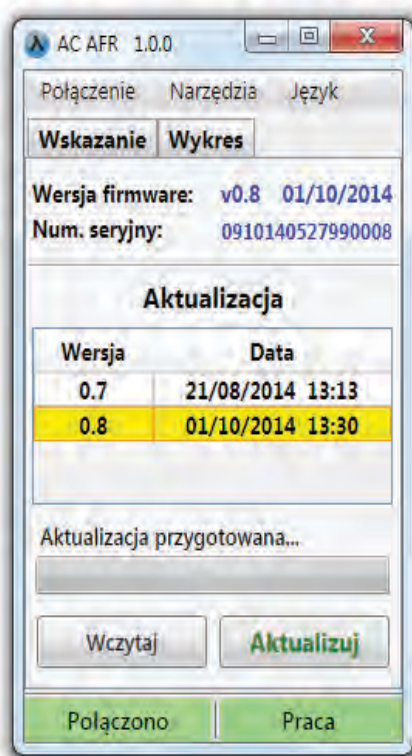 AC AFR 1.0.0
Połączenie Narzędzia Język
Wskazanie Wykres
Wersja firmware: v0.8 01/10/2014
Num. seryjny: 0910140527990008
Aktualizacja
Wersja Data
0.7 21/08/2014 13:13
0.8 01/10/2014 13:30
Aktualizacja przygotowana...
Wczytaj Aktualizuj
Połączono Praca